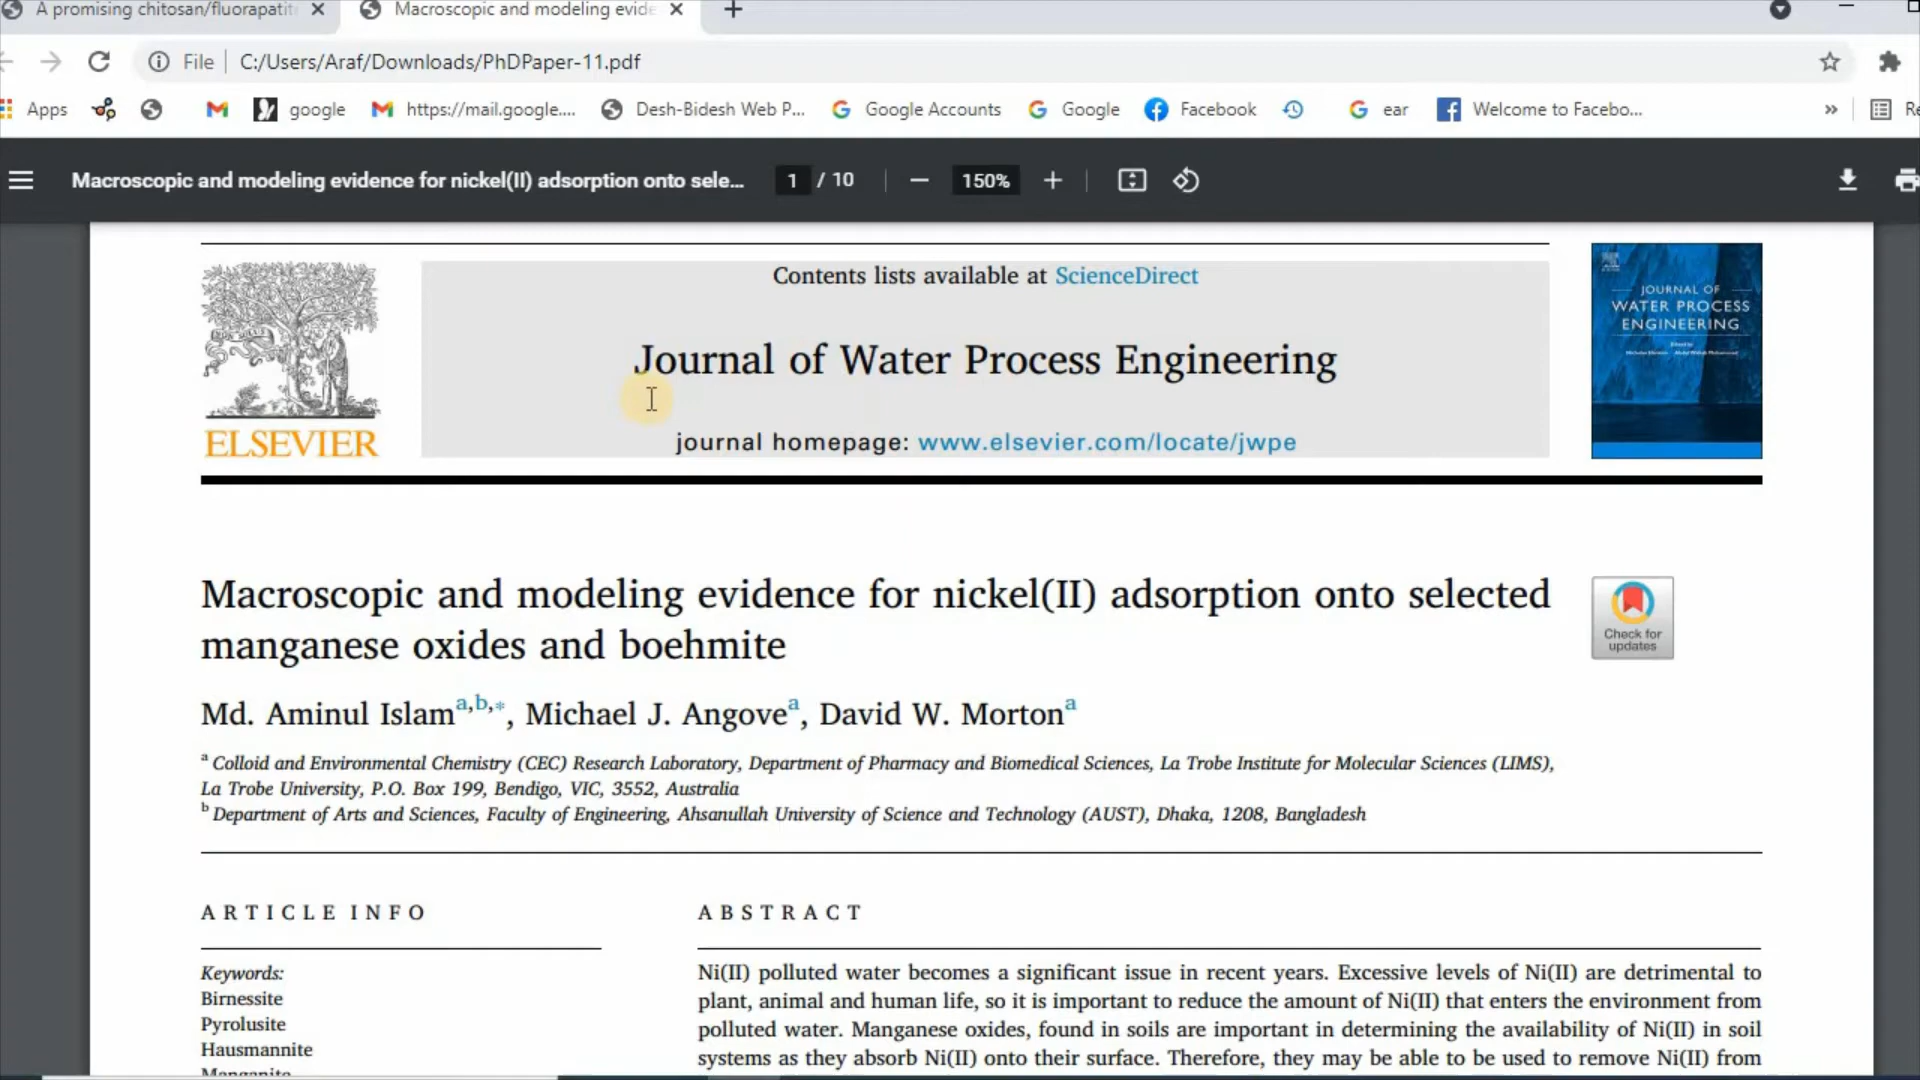 A promising chitosan/fluorapatit
Macroscopic and modeling evide
File
C:/Users/Araf/Downloads/PhDPaper-11.pdf
Apps
google
https://mail.google....
Desh-Bidesh Web P...
Google Accounts
Google
Facebook
ear
Welcome to Facebo...
»
Re
Macroscopic and modeling evidence for nickel(II) adsorption onto sele...
1 / 10
150%
Contents lists available at ScienceDirect
Journal of Water Process Engineering
journal homepage: www.elsevier.com/locate/jwpe
ELSEVIER
JOURNAL OF
WATER PROCESS
ENGINEERING
Macroscopic and modeling evidence for nickel(II) adsorption onto selected
manganese oxides and boehmite
Check for
updates
Md. Aminul Islam a,b,*, Michael J. Angove a, David W. Morton a
a Colloid and Environmental Chemistry (CEC) Research Laboratory, Department of Pharmacy and Biomedical Sciences, La Trobe Institute for Molecular Sciences (LIMS),
La Trobe University, P.O. Box 199, Bendigo, VIC, 3552, Australia
b Department of Arts and Sciences, Faculty of Engineering, Ahsanullah University of Science and Technology (AUST), Dhaka, 1208, Bangladesh
ARTICLE INFO
Keywords:
Birnessite
Pyrolusite
Hausmannite
Manganite
ABSTRACT
Ni(II) polluted water becomes a significant issue in recent years. Excessive levels of Ni(II) are detrimental to
plant, animal and human life, so it is important to reduce the amount of Ni(II) that enters the environment from
polluted water. Manganese oxides, found in soils are important in determining the availability of Ni(II) in soil
systems as they absorb Ni(II) onto their surface. Therefore, they may be able to be used to remove Ni(II) from